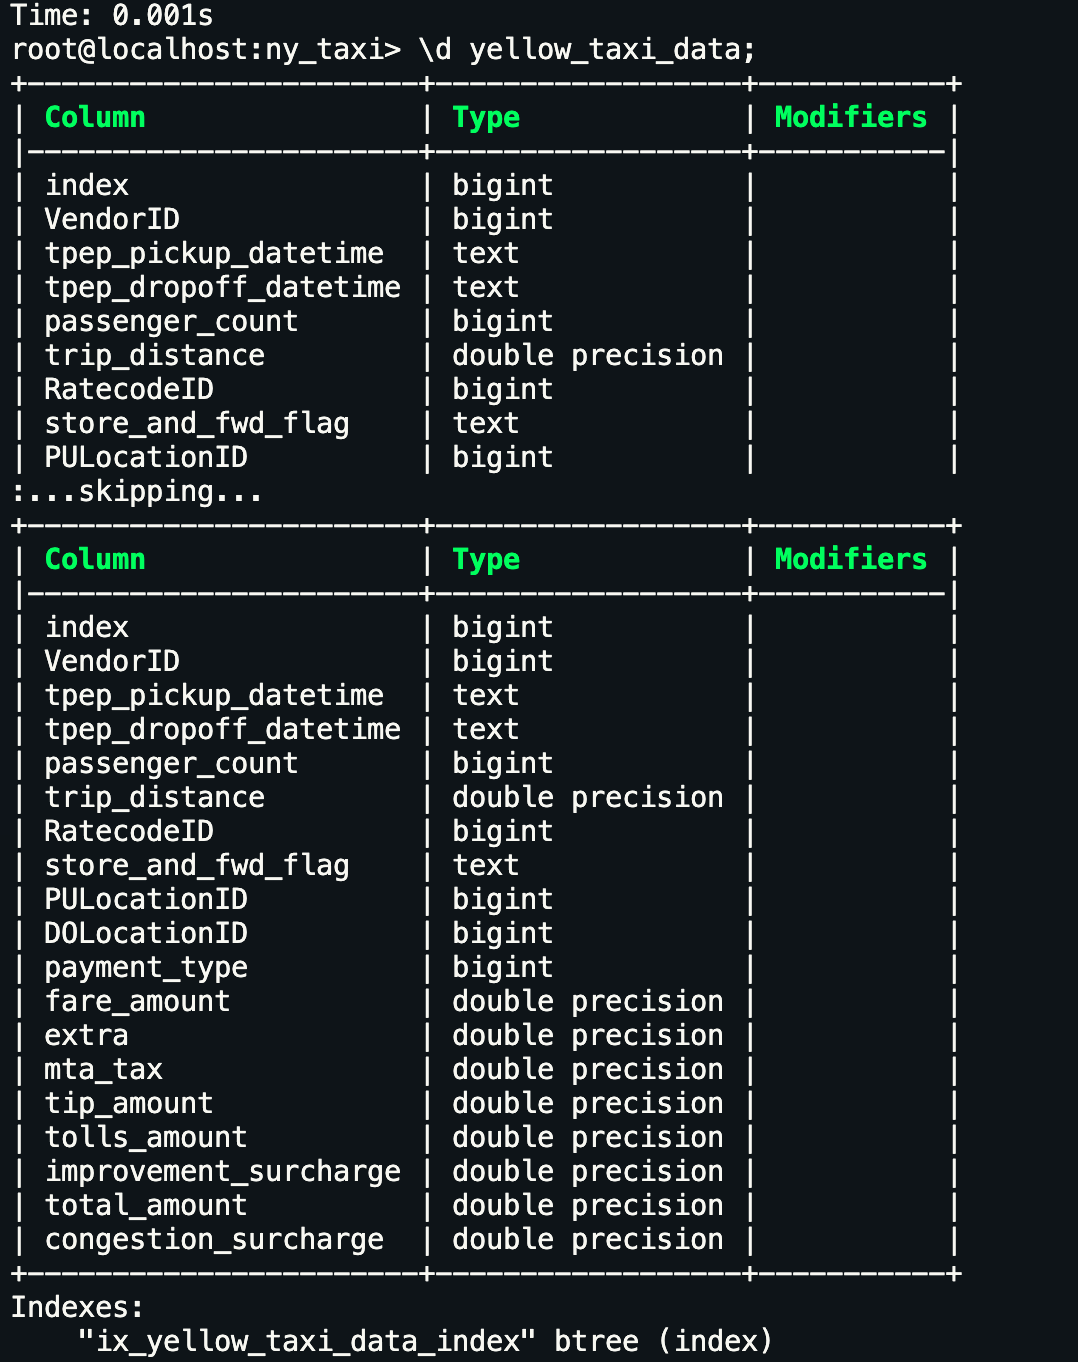 Time: 0.001s
root@localhost:ny_taxi> \d yellow_taxi_data;
+-----------------------+------------------+-----------+
| Column                | Type             | Modifiers |
|-----------------------+------------------+-----------|
| index                 | bigint           |           |
| VendorID              | bigint           |           |
| tpep_pickup_datetime  | text             |           |
| tpep_dropoff_datetime | text             |           |
| passenger_count       | bigint           |           |
| trip_distance         | double precision |           |
| RatecodeID            | bigint           |           |
| store_and_fwd_flag    | text             |           |
| PULocationID          | bigint           |           |
:...skipping...
+-----------------------+------------------+-----------+
| Column                | Type             | Modifiers |
|-----------------------+------------------+-----------|
| index                 | bigint           |           |
| VendorID              | bigint           |           |
| tpep_pickup_datetime  | text             |           |
| tpep_dropoff_datetime | text             |           |
| passenger_count       | bigint           |           |
| trip_distance         | double precision |           |
| RatecodeID            | bigint           |           |
| store_and_fwd_flag    | text             |           |
| PULocationID          | bigint           |           |
| DOLocationID          | bigint           |           |
| payment_type          | bigint           |           |
| fare_amount           | double precision |           |
| extra                 | double precision |           |
| mta_tax               | double precision |           |
| tip_amount            | double precision |           |
| tolls_amount          | double precision |           |
| improvement_surcharge | double precision |           |
| total_amount          | double precision |           |
| congestion_surcharge  | double precision |           |
+-----------------------+------------------+-----------+
Indexes:
    "ix_yellow_taxi_data_index" btree (index)